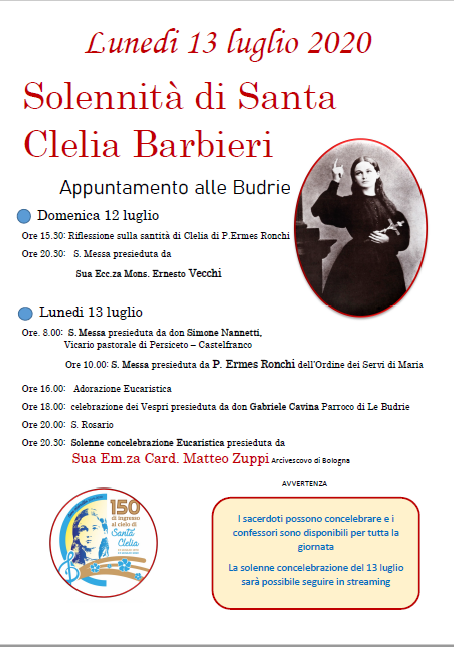 Lunedì 13 luglio 2020
Solennità di Santa
Clelia Barbieri
Appuntamento alle Budrie
Domenica 12 luglio
Ore 15.30: Riflessione sulla santità di Clelia di P.Ermes Ronchi
Ore 20.30: S. Messa presieduta da
Sua Ecc.za Mons. Ernesto Vecchi
Lunedì 13 luglio
Ore. 8.00: S. Messa presieduta da don Simone Nannetti,
Vicario pastorale di Persiceto – Castelfranco
Ore 10.00: S. Messa presieduta da P. Ermes Ronchi dell'Ordine dei Servi di Maria
Ore 16.00: Adorazione Eucaristica
Ore 18.00: celebrazione dei Vespri presieduta da don Gabriele Cavina Parroco di Le Budrie
Ore 20.00: S. Rosario
Ore 20.30: Solenne concelebrazione Eucaristica presieduta da
Sua Em.za Card. Matteo Zuppi Arcivescovo di Bologna
AVVERTENZA
I sacerdoti possono concelebrare e i
confessori sono disponibili per tutta la
giornata
La solenne concelebrazione del 13 luglio
sarà possibile seguire in streaming
150
di ingresso
al cielo di
Santa
Clelia